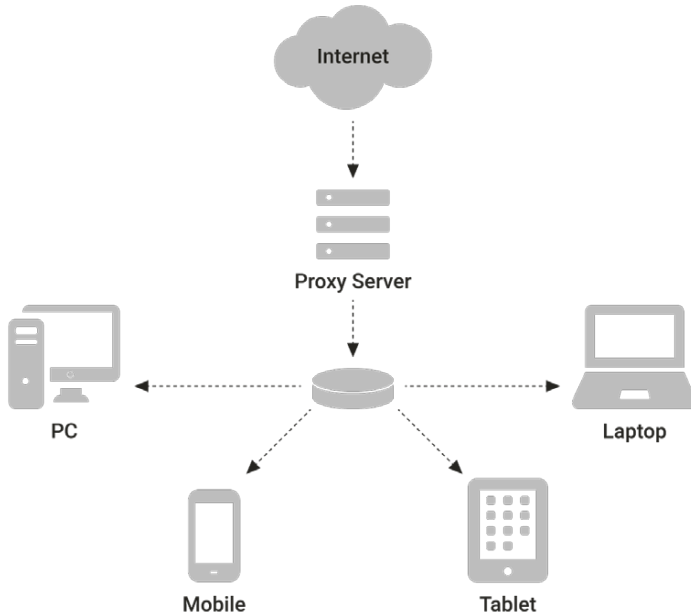 Internet
Proxy Server
PC
Laptop
Mobile
Tablet